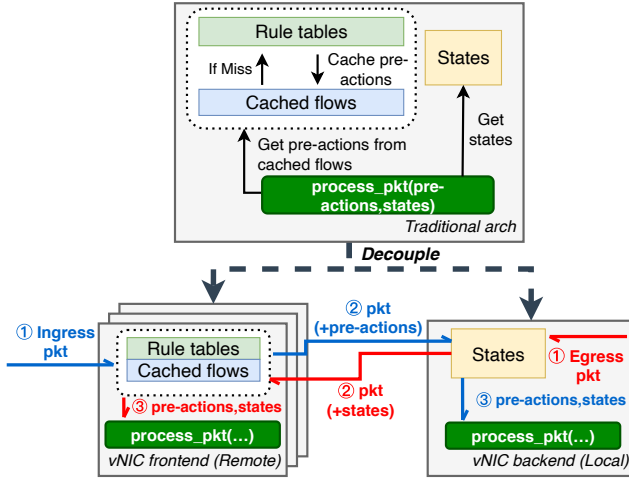 Rule tables
If Miss
Cache pre-
actions
Cached flows
States
Get pre-actions from
cached flows
Get
states
process_pkt(pre-
actions,states)
Traditional arch
Decouple
① Ingress
pkt
② pkt
(+pre-actions)
Rule tables
Cached flows
States
① Egress
pkt
② pkt
(+states)
③ pre-actions,states
③ pre-actions,states
process_pkt(...)
process_pkt(...)
vNIC frontend (Remote)
vNIC backend (Local)